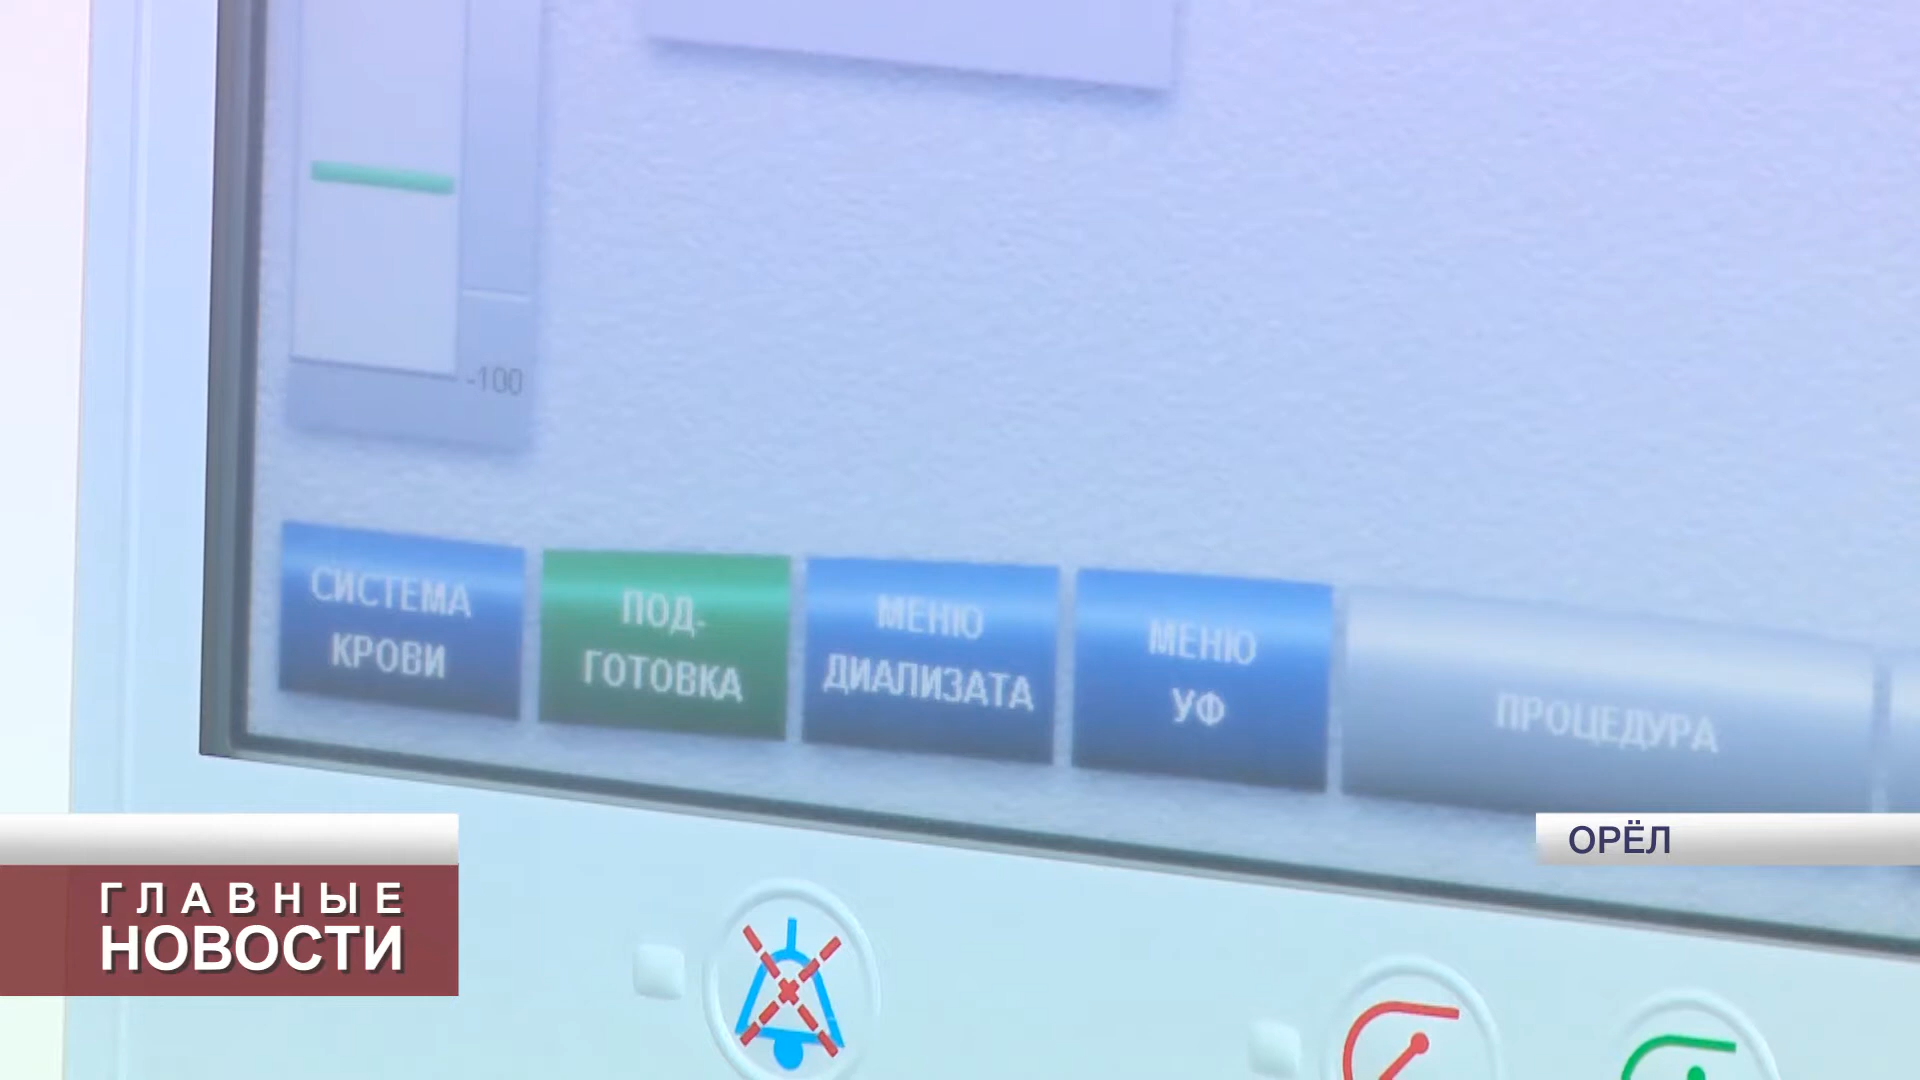 -100
СИСТЕМА
КРОВИ
ПОД-
ГОТОВКА
МЕНЮ
ДИАЛИЗАТА
МЕНЮ
УФ
ПРОЦЕДУРА
ОРЁЛ
ГЛАВНЫЕ
НОВОСТИ